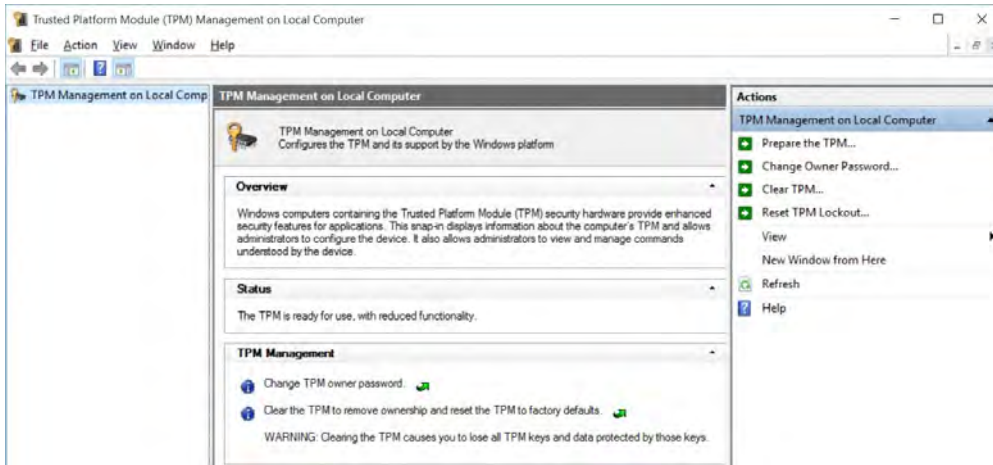 Trusted Platform Module (TPM) Management on Local Computer
File Action View Window Help
TPM Management on Local Comp
TPM Management on Local Computer
TPM Management on Local Computer
Configures the TPM and its support by the Windows platform
Overview
Windows computers containing the Trusted Platform Module (TPM) security hardware provide enhanced
security features for applications. This snap-in displays information about the computer's TPM and allows
administrators to configure the device. It also allows administrators to view and manage commands
understood by the device.
Status
The TPM is ready for use, with reduced functionality.
TPM Management
Change TPM owner password.
Clear the TPM to remove ownership and reset the TPM to factory defaults.
WARNING: Clearing the TPM causes you to lose all TPM keys and data protected by those keys.
Actions
TPM Management on Local Computer
Prepare the TPM...
Change Owner Password...
Clear TPM...
Reset TPM Lockout...
View
New Window from Here
Refresh
Help